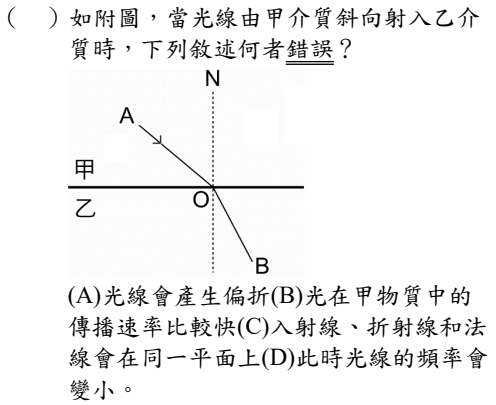 （　）如附圖，當光線由甲介質斜向射入乙介
質時，下列敘述何者錯誤？
N
A
甲
乙
O
B
(A)光線會產生偏折(B)光在甲物質中的
傳播速率比較快(C)入射線、折射線和法
線會在同一平面上(D)此時光線的頻率會
變小。